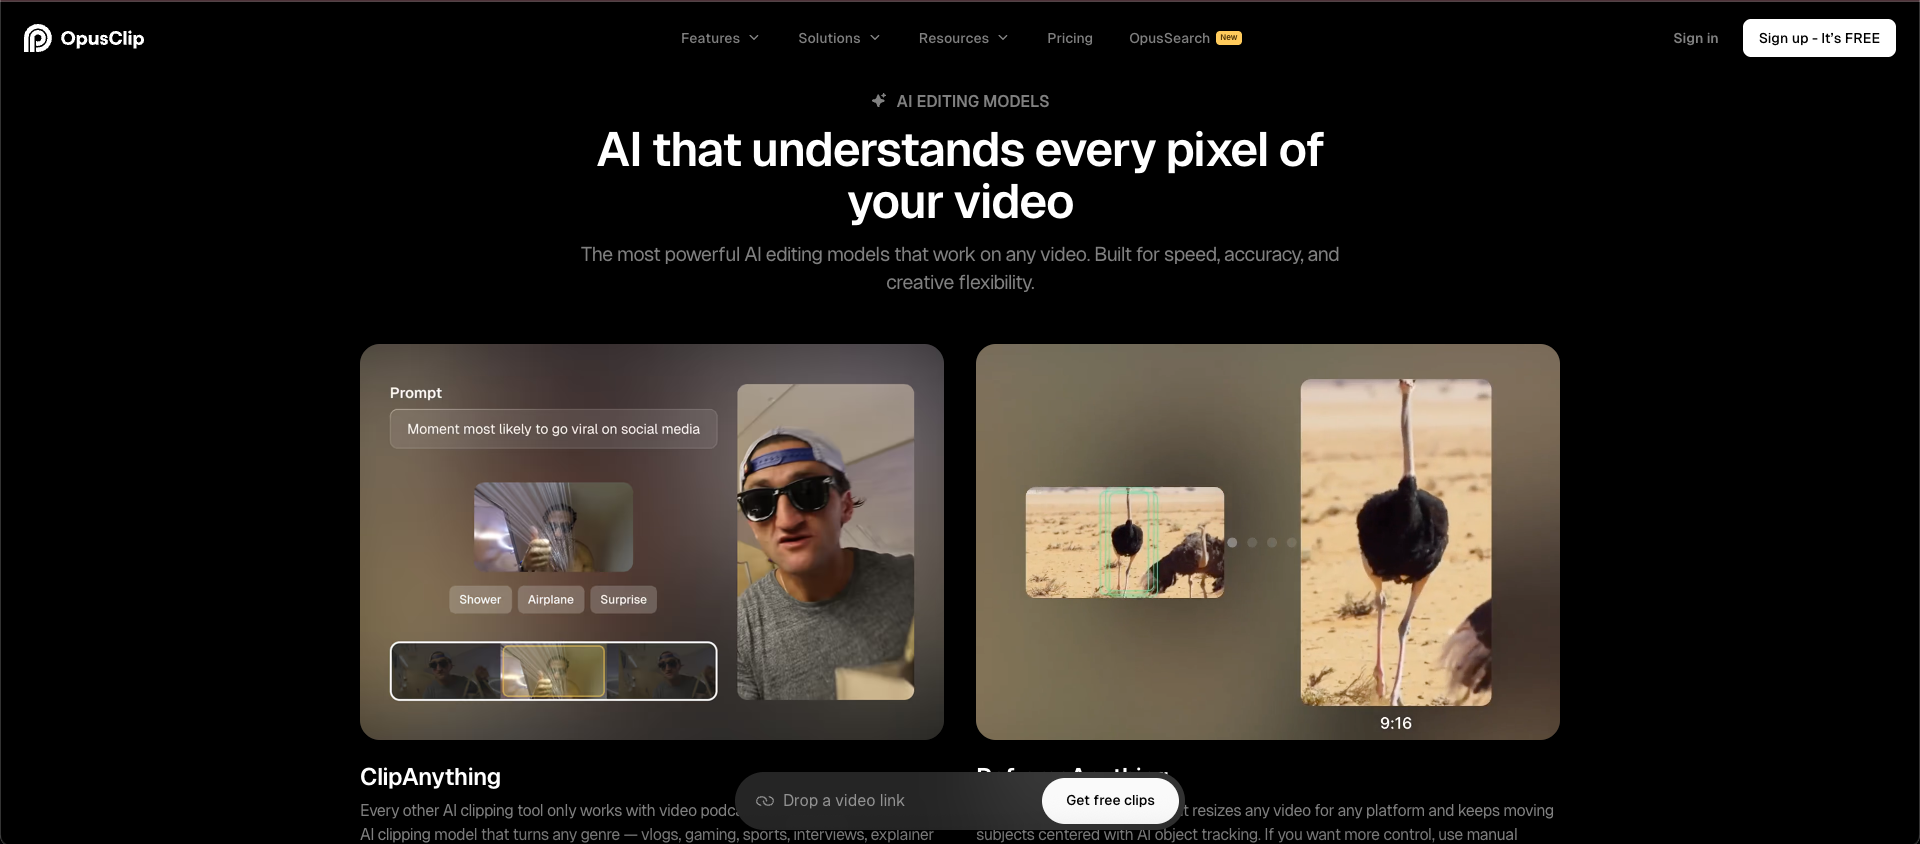 OpusClip
Features
Solutions
Resources
Pricing
OpusSearch New
Sign in
Sign up - It's FREE
AI EDITING MODELS
AI that understands every pixel of
your video
The most powerful AI editing models that work on any video. Built for speed, accuracy, and
creative flexibility.
Prompt
Moment most likely to go viral on social media
Shower
Airplane
Surprise
9:16
ClipAnything
Every other AI clipping tool only works with video
AI clipping model that turns any genre — vlogs, gaming, sports, interviews, explainer
resizes any video for any platform and keeps moving
subjects centered with AI object tracking. If you want more control, use manual
Drop a video link
Get free clips